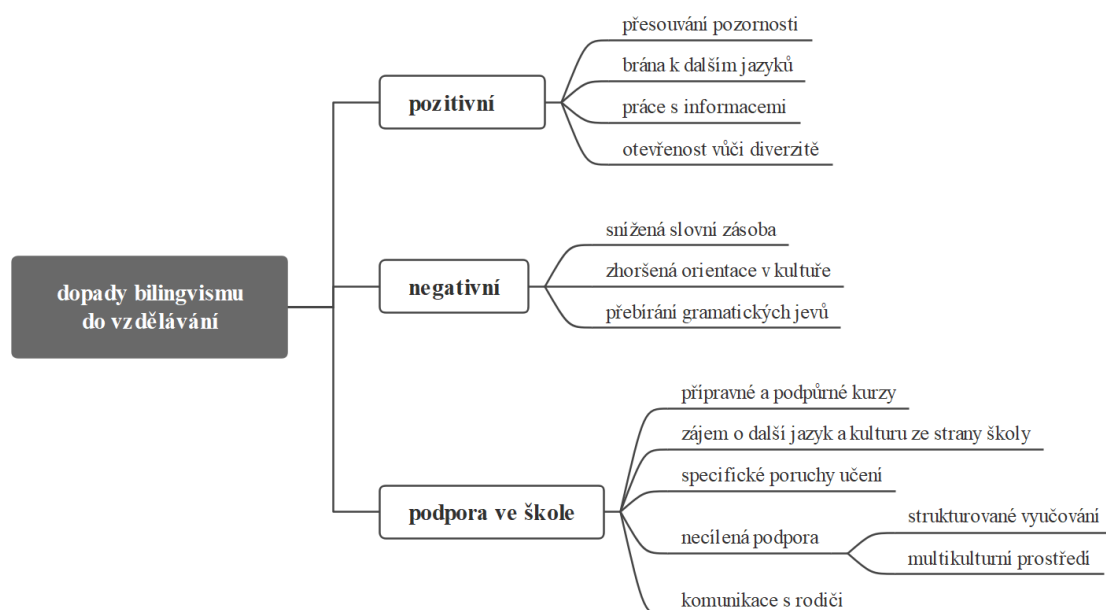 dopady bilingvismu
do vzdělávání
pozitivní
přesouvání pozornosti
brána k dalším jazyků
práce s informacemi
otevřenost vůči diverzitě
negativní
snížená slovní zásoba
zhoršená orientace v kultuře
přebírání gramatických jevů
podpora ve škole
přípravné a podpůrné kurzy
zájem o další jazyk a kulturu ze strany školy
specifické poruchy učení
necílená podpora
strukturované vyučování
multikulturní prostředí
komunikace s rodiči